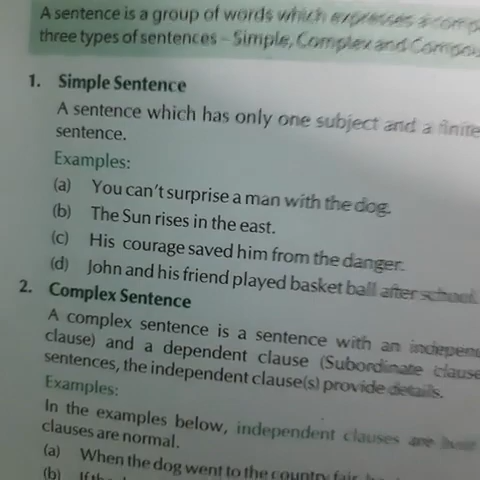 A sentence is a group of words which expresses a
three types of sentences – Simple, Complex and
1. Simple Sentence
A sentence which has only one subject and a finite
sentence.
Examples:
(a) You can't surprise a man with the dog.
(b) The Sun rises in the east.
(c) His courage saved him from the danger.
(d) John and his friend played basket ball after school.
2. Complex Sentence
A complex sentence is a sentence with an
clause) and a dependent clause (Subordinate clause
sentences, the independent clause(s) provide details.
Examples:
In the examples below, independent clauses are
clauses are normal.
(a) When the dog went to the country fair,
(b)